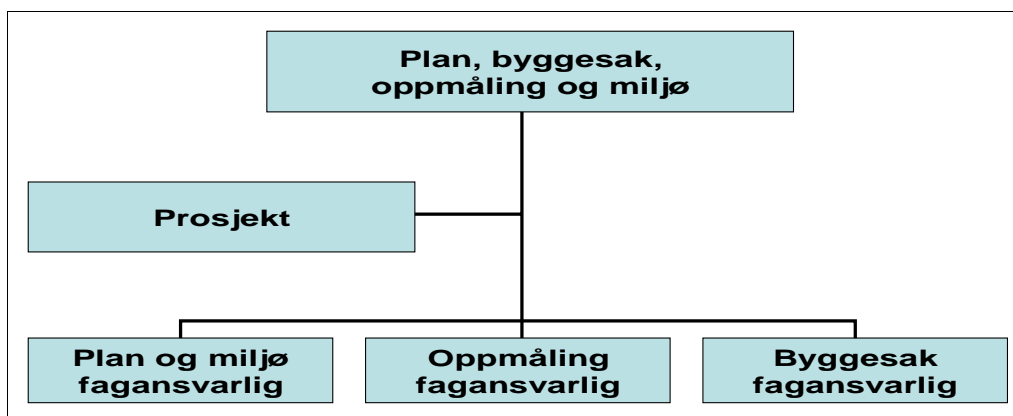 Plan, byggesak,
oppmåling og miljø
Prosjekt
Plan og miljø
fagansvarlig
Oppmåling
fagansvarlig
Byggesak
fagansvarlig